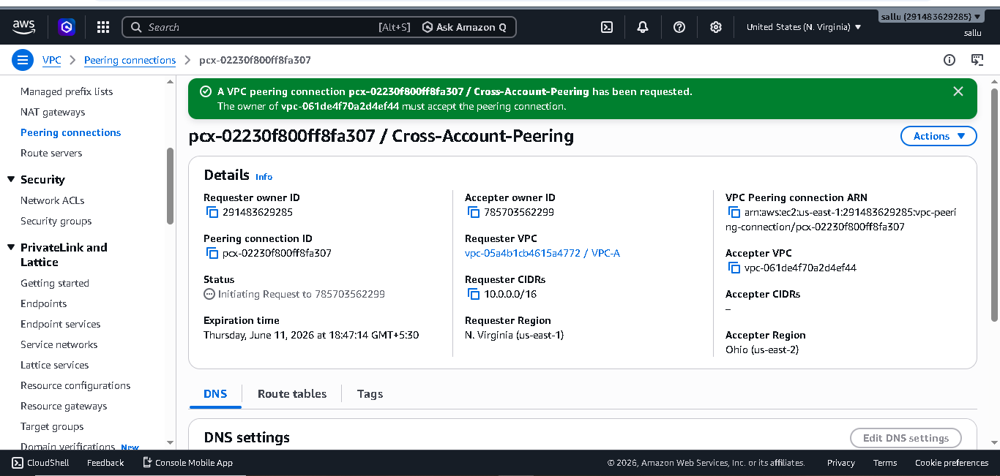 aws
Search
[Alt+S]
Ask Amazon Q
United States (N. Virginia)
sallu (291483629285)
sallu
VPC
Peering connections
pcx-02230f800ff8fa307
Managed prefix lists
NAT gateways
Peering connections
Route servers
Security
Network ACLs
Security groups
PrivateLink and
Lattice
Getting started
Endpoints
Endpoint services
Service networks
Lattice services
Resource configurations
Resource gateways
Target groups
Domain verifications New
A VPC peering connection pcx-02230f800ff8fa307 / Cross-Account-Peering has been requested.
The owner of vpc-061de4f70a2d4ef44 must accept the peering connection.
pcx-02230f800ff8fa307 / Cross-Account-Peering
Actions
Details Info
Requester owner ID
291483629285
Peering connection ID
pcx-02230f800ff8fa307
Status
Initiating Request to 785703562299
Expiration time
Thursday, June 11, 2026 at 18:47:14 GMT+5:30
Accepter owner ID
785703562299
Requester VPC
vpc-05a4b1cb4615a4772 / VPC-A
Requester CIDRs
10.0.0.0/16
Requester Region
N. Virginia (us-east-1)
VPC Peering connection ARN
arn:aws:ec2:us-east-1:291483629285:vpc-peeri
ng-connection/pcx-02230f800ff8fa307
Accepter VPC
vpc-061de4f70a2d4ef44
Accepter CIDRs
–
Accepter Region
Ohio (us-east-2)
DNS
Route tables
Tags
DNS settings
Edit DNS settings
CloudShell
Feedback
Console Mobile App
© 2026, Amazon Web Services, Inc. or its affiliates.
Privacy
Terms
Cookie preferences